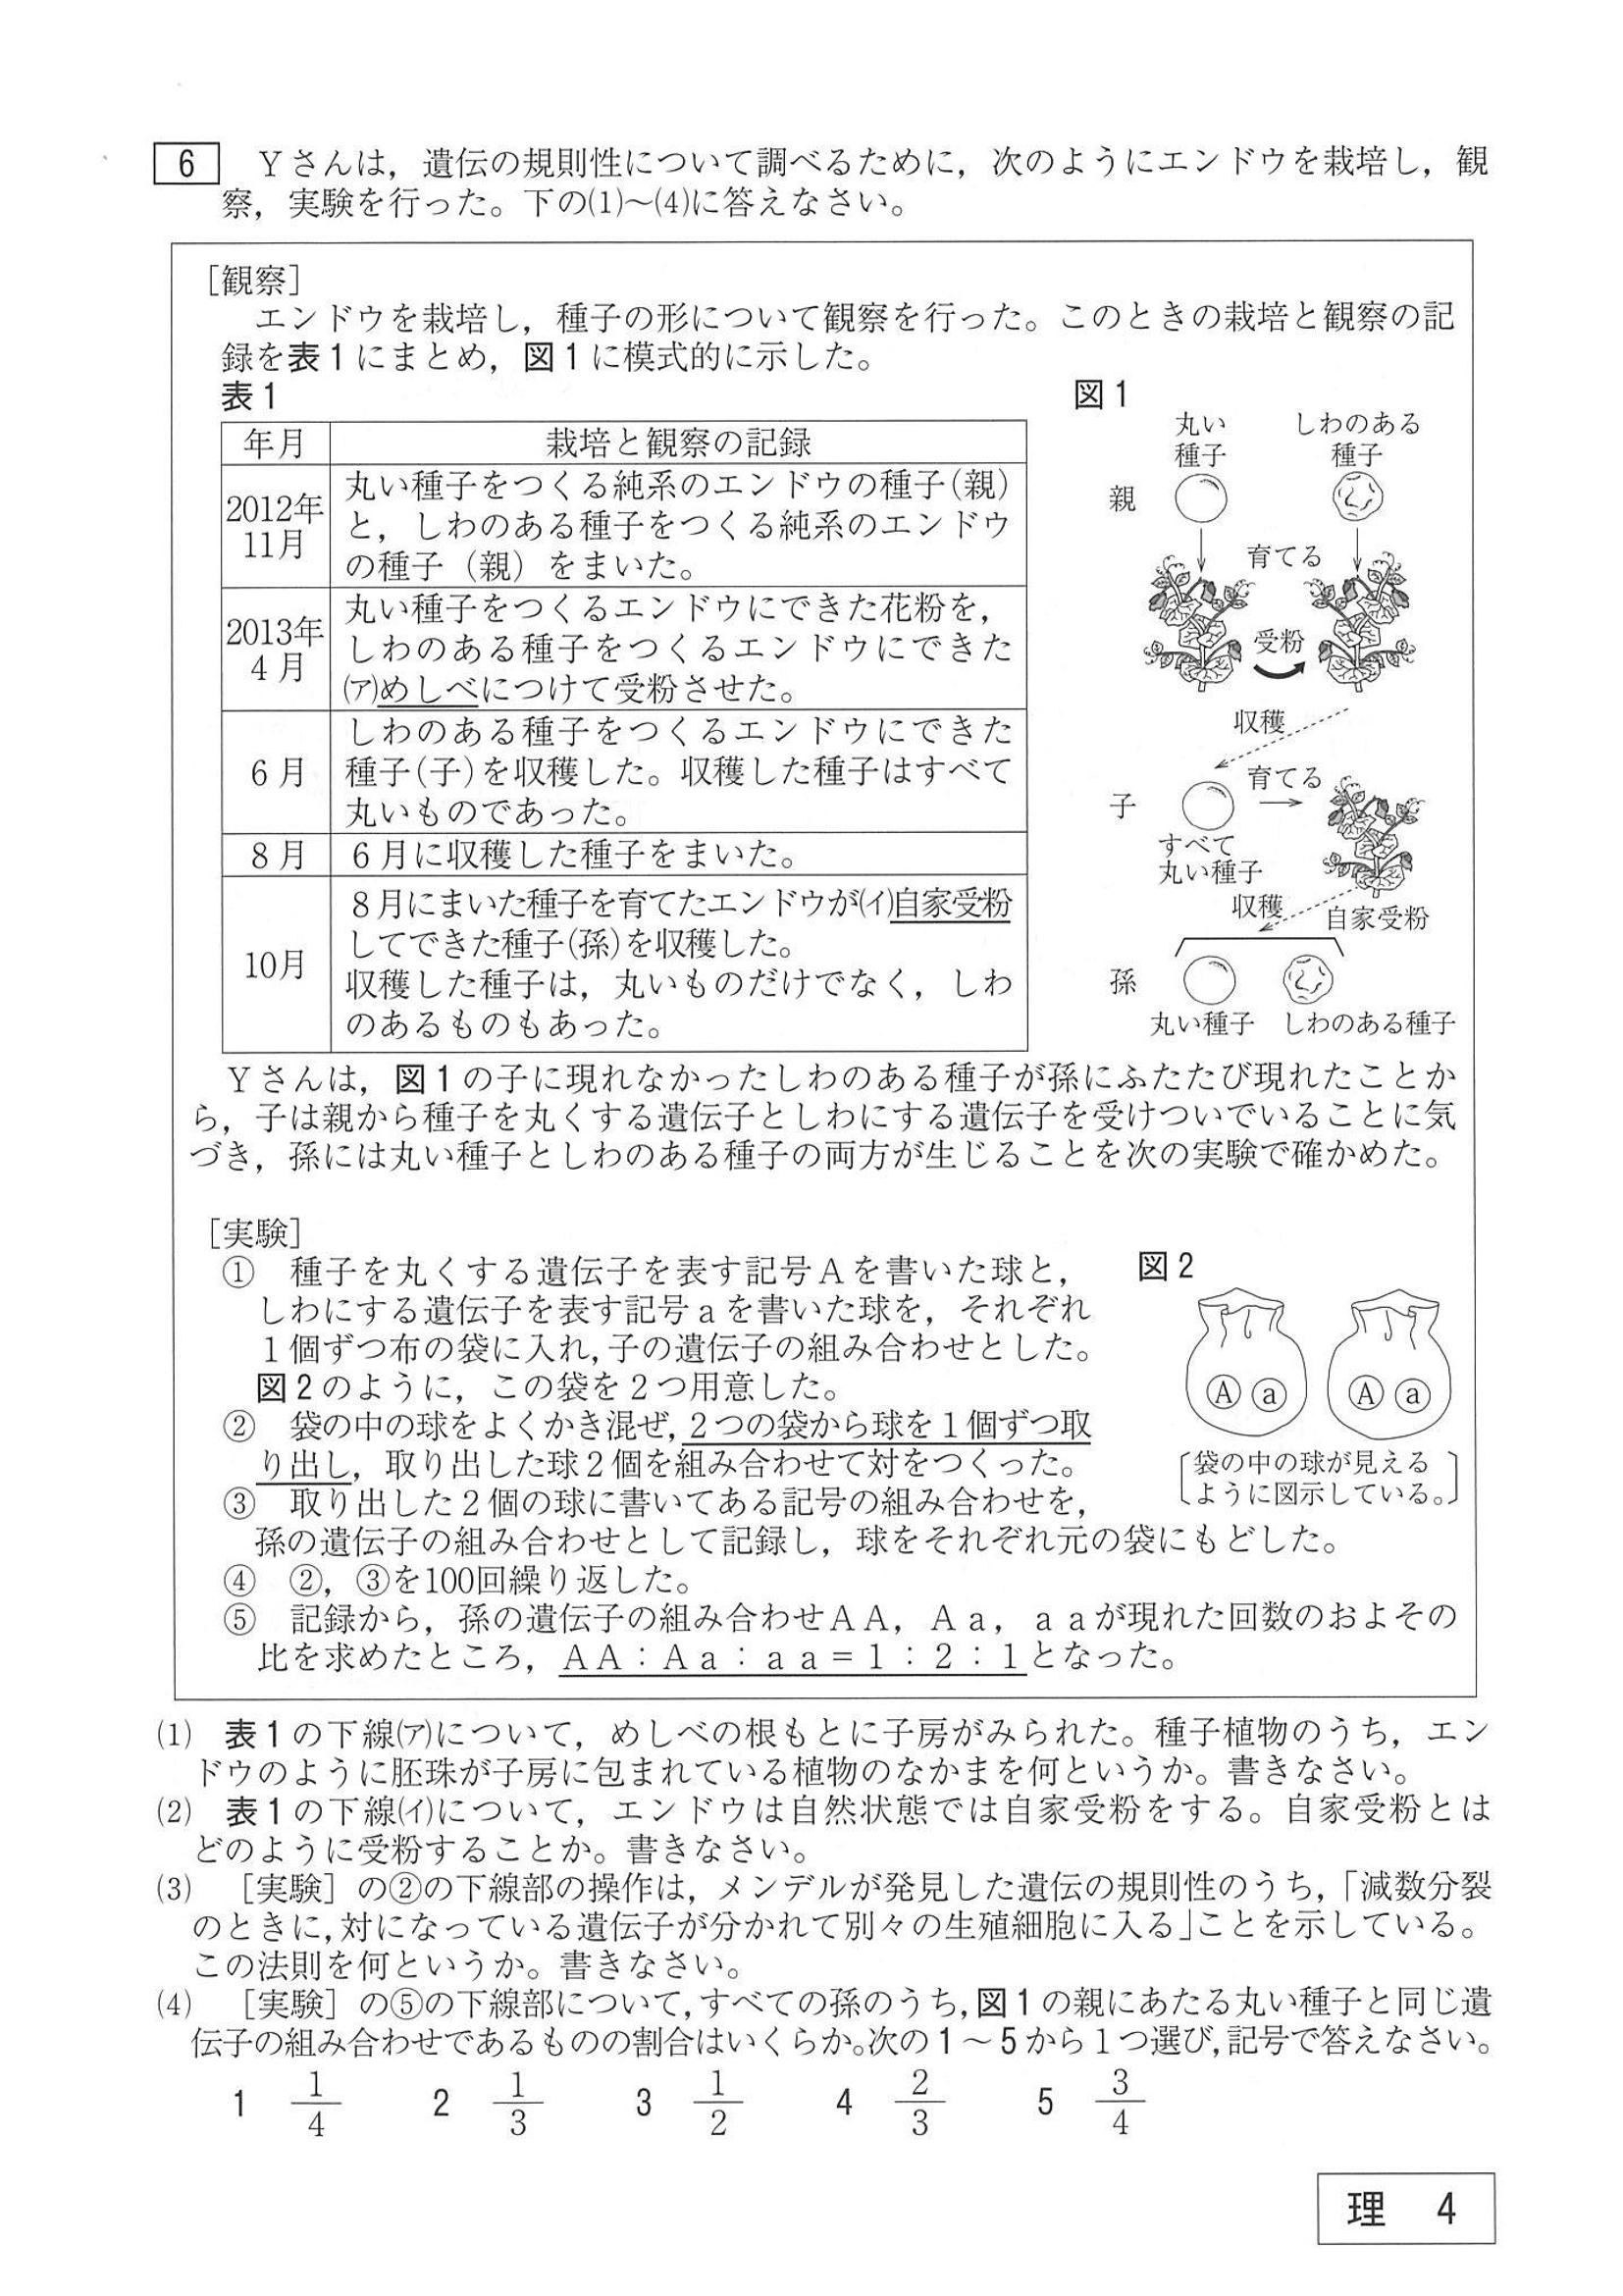 6　Yさんは，遺伝の規則性について調べるために，次のようにエンドウを栽培し，観
察，実験を行った。下の(1)～(4)に答えなさい。
［観察］
エンドウを栽培し，種子の形について観察を行った。このときの栽培と観察の記
録を表1にまとめ，図1に模式的に示した。
表1
年月　栽培と観察の記録
2012年
11月
丸い種子をつくる純系のエンドウの種子(親)
と，しわのある種子をつくる純系のエンドウ
の種子（親）をまいた。
2013年
4月
丸い種子をつくるエンドウにできた花粉を，
しわのある種子をつくるエンドウにできた
(ア)めしべにつけて受粉させた。
6月
しわのある種子をつくるエンドウにできた
種子(子)を収穫した。収穫した種子はすべて
丸いものであった。
8月　6月に収穫した種子をまいた。
10月
8月にまいた種子を育てたエンドウが(イ)自家受粉
してできた種子(孫)を収穫した。
収穫した種子は，丸いものだけでなく，しわ
のあるものもあった。
図1
丸い　しわのある
種子　種子
親
育てる
受粉
収穫
育てる
子
すべて
丸い種子
収穫　自家受粉
孫
丸い種子　しわのある種子
Yさんは，図1の子に現れなかったしわのある種子が孫にふたたび現れたことか
ら，子は親から種子を丸くする遺伝子としわにする遺伝子を受けついでいることに気
づき，孫には丸い種子としわのある種子の両方が生じることを次の実験で確かめた。
［実験］
①　種子を丸くする遺伝子を表す記号Aを書いた球と，
しわにする遺伝子を表す記号aを書いた球を，それぞれ
1個ずつ布の袋に入れ，子の遺伝子の組み合わせとした。
図2のように，この袋を2つ用意した。
②　袋の中の球をよくかき混ぜ，2つの袋から球を1個ずつ取
り出し，取り出した球2個を組み合わせて対をつくった。
③　取り出した2個の球に書いてある記号の組み合わせを，
孫の遺伝子の組み合わせとして記録し，球をそれぞれ元の袋にもどした。
④　②，③を100回繰り返した。
⑤　記録から，孫の遺伝子の組み合わせAA，Aa，aaが現れた回数のおよその
比を求めたところ，AA：Aa：aa＝1：2：1となった。
図2
A a　A a
［袋の中の球が見える
ように図示している。］
(1)　表1の下線(ア)について，めしべの根もとに子房がみられた。種子植物のうち，エン
ドウのように胚珠が子房に包まれている植物のなかまを何というか。書きなさい。
(2)　表1の下線(イ)について，エンドウは自然状態では自家受粉をする。自家受粉とは
どのように受粉することか。書きなさい。
(3)　［実験］の②の下線部の操作は，メンデルが発見した遺伝の規則性のうち，「減数分裂
のときに，対になっている遺伝子が分かれて別々の生殖細胞に入る」ことを示している。
この法則を何というか。書きなさい。
(4)　［実験］の⑤の下線部について，すべての孫のうち，図1の親にあたる丸い種子と同じ遺
伝子の組み合わせであるものの割合はいくらか。次の1～5から1つ選び，記号で答えなさい。
1　1/4　2　1/3　3　1/2　4　2/3　5　3/4
理　4